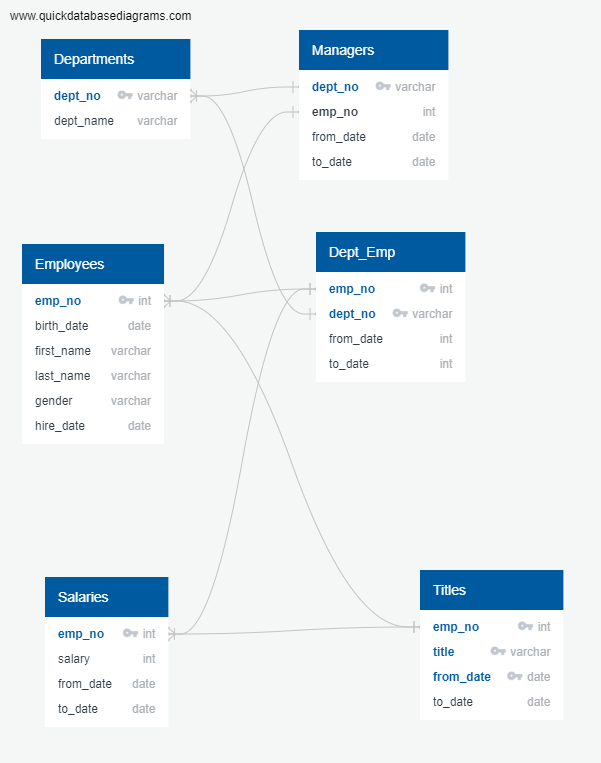 www.quickdatabasediagrams.com
Departments
dept_no varchar
dept_name varchar
Managers
dept_no varchar
emp_no int
from_date date
to_date date
Employees
emp_no int
birth_date date
first_name varchar
last_name varchar
gender varchar
hire_date date
Dept_Emp
emp_no int
dept_no varchar
from_date int
to_date int
Salaries
emp_no int
salary int
from_date date
to_date date
Titles
emp_no int
title varchar
from_date date
to_date date